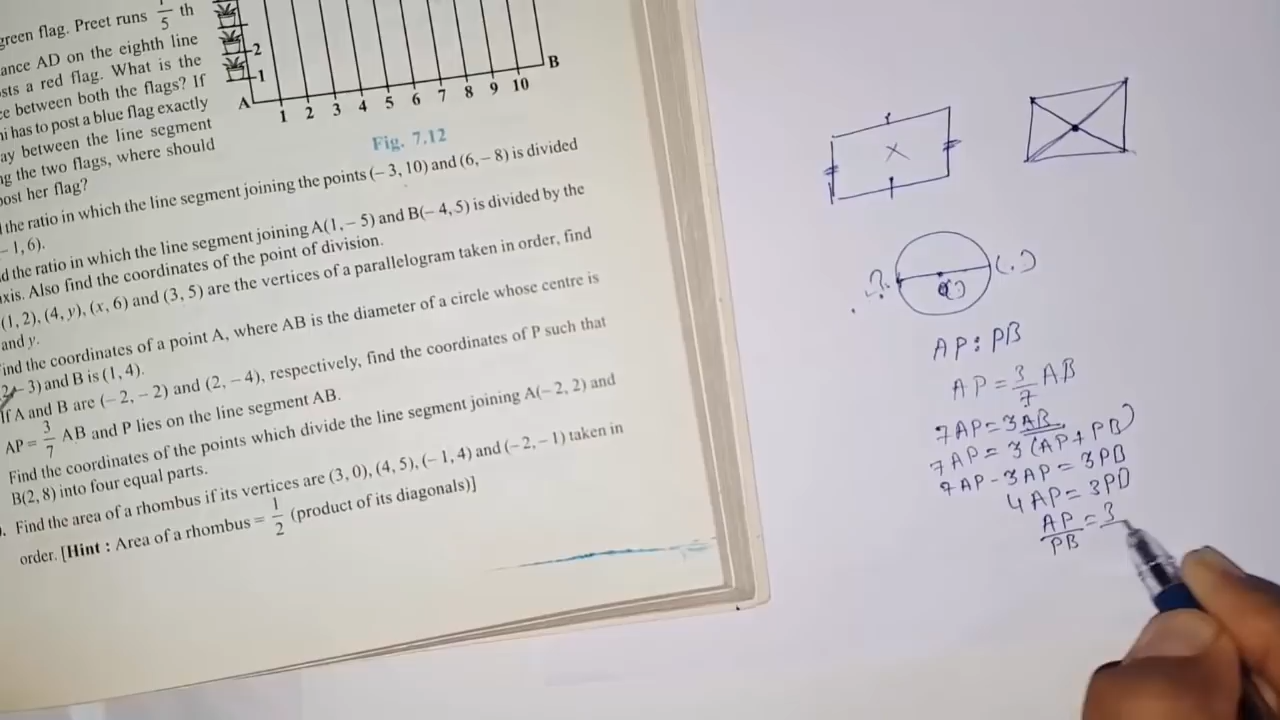 green flag. Preet runs 1/5 th
ance AD on the eighth line
sts a red flag. What is the
ce between both the flags? If
ni has to post a blue flag exactly
ay between the line segment
ng the two flags, where should
post her flag?
2
1
A
B
1 2 3 4 5 6 7 8 9 10
Fig. 7.12
d the ratio in which the line segment joining the points (– 3, 10) and (6, – 8) is divided
– 1, 6).
d the ratio in which the line segment joining A(1, – 5) and B(– 4, 5) is divided by the
xis. Also find the coordinates of the point of division.
(1, 2), (4, y), (x, 6) and (3, 5) are the vertices of a parallelogram taken in order, find
and y.
Find the coordinates of a point A, where AB is the diameter of a circle whose centre is
2, – 3) and B is (1, 4).
If A and B are (– 2, – 2) and (2, – 4), respectively, find the coordinates of P such that
AP = 3/7 AB and P lies on the line segment AB.
Find the coordinates of the points which divide the line segment joining A(– 2, 2) and
B(2, 8) into four equal parts.
. Find the area of a rhombus if its vertices are (3, 0), (4, 5), (– 1, 4) and (– 2, – 1) taken in
order. [Hint : Area of a rhombus = 1/2 (product of its diagonals)]
?
(.)
AP : PB
AP = 3/7 AB
7AP = 3AB
7AP = 3(AP + PB)
7AP - 3AP = 3PB
4AP = 3PB
AP/PB = 3